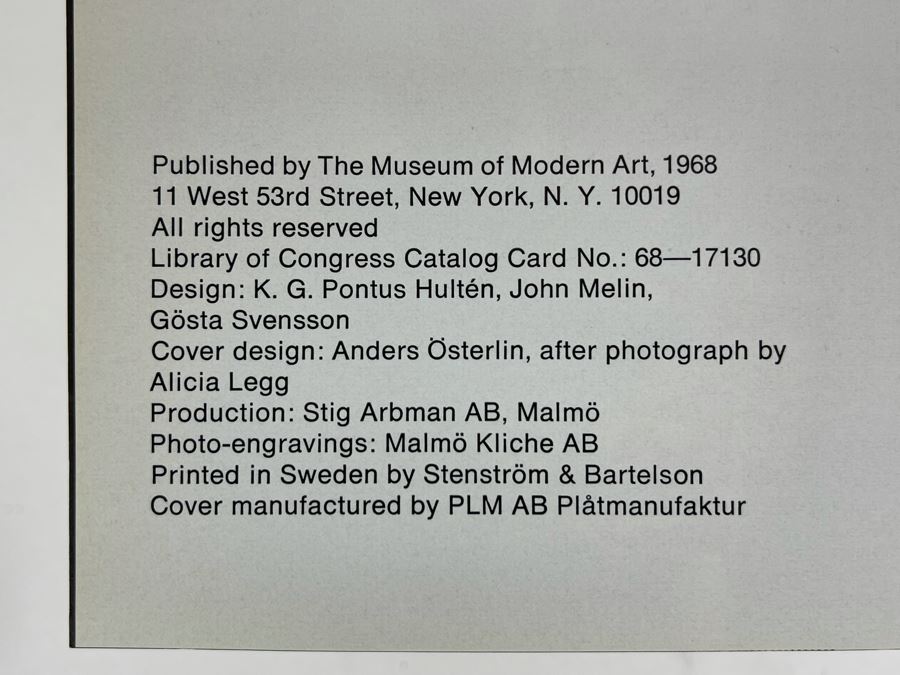 Published by The Museum of Modern Art, 1968
11 West 53rd Street, New York, N. Y. 10019
All rights reserved
Library of Congress Catalog Card No.: 68—17130
Design: K. G. Pontus Hultén, John Melin,
Gösta Svensson
Cover design: Anders Österlin, after photograph by
Alicia Legg
Production: Stig Arbman AB, Malmö
Photo-engravings: Malmö Kliche AB
Printed in Sweden by Stenström & Bartelson
Cover manufactured by PLM AB Plåtmanufaktur